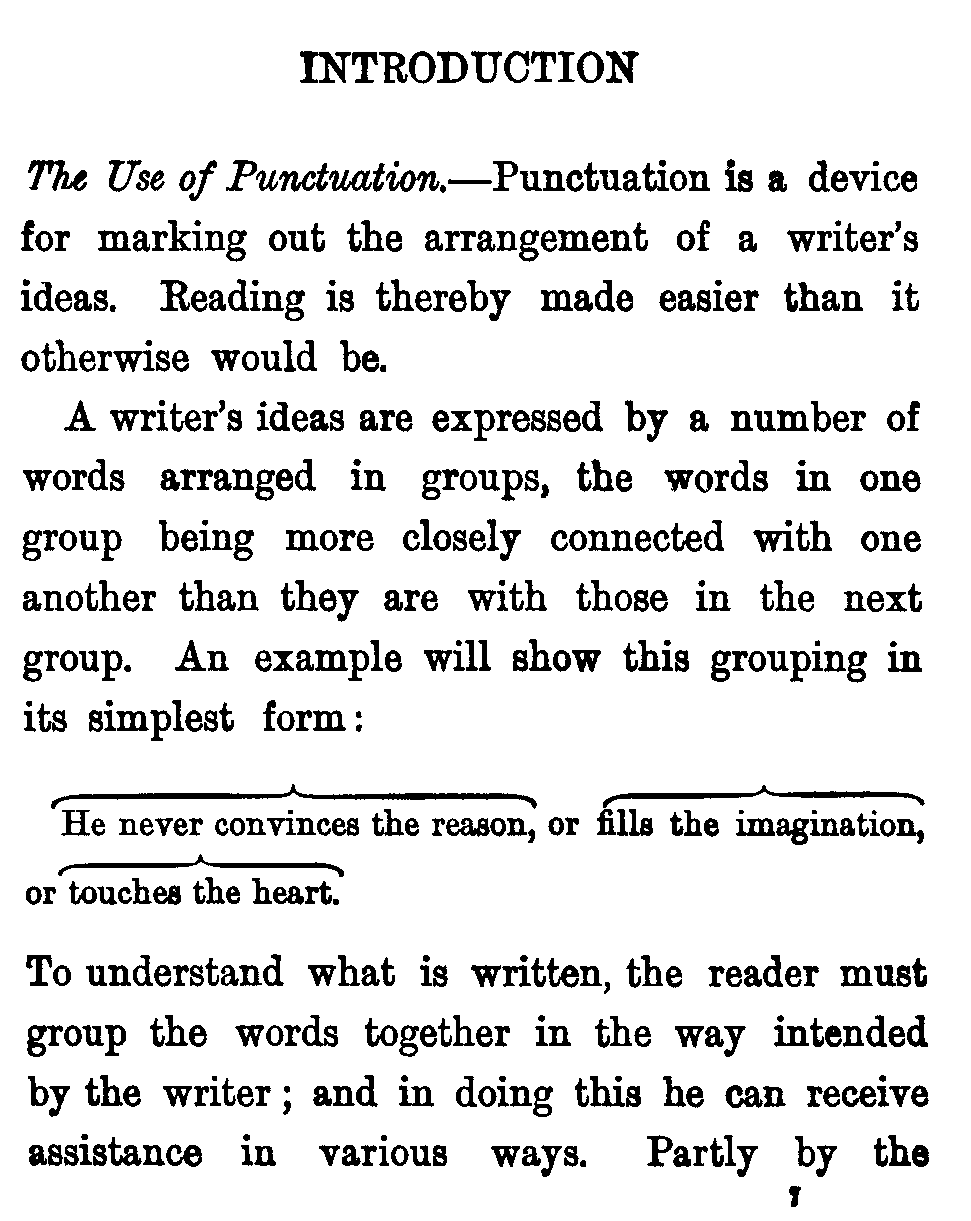 INTRODUCTION
The Use of Punctuation.—Punctuation is a device
for marking out the arrangement of a writer's
ideas. Reading is thereby made easier than it
otherwise would be.
A writer's ideas are expressed by a number of
words arranged in groups, the words in one
group being more closely connected with one
another than they are with those in the next
group. An example will show this grouping in
its simplest form:
He never convinces the reason, or fills the imagination,
or touches the heart.
To understand what is written, the reader must
group the words together in the way intended
by the writer; and in doing this he can receive
assistance in various ways. Partly by the